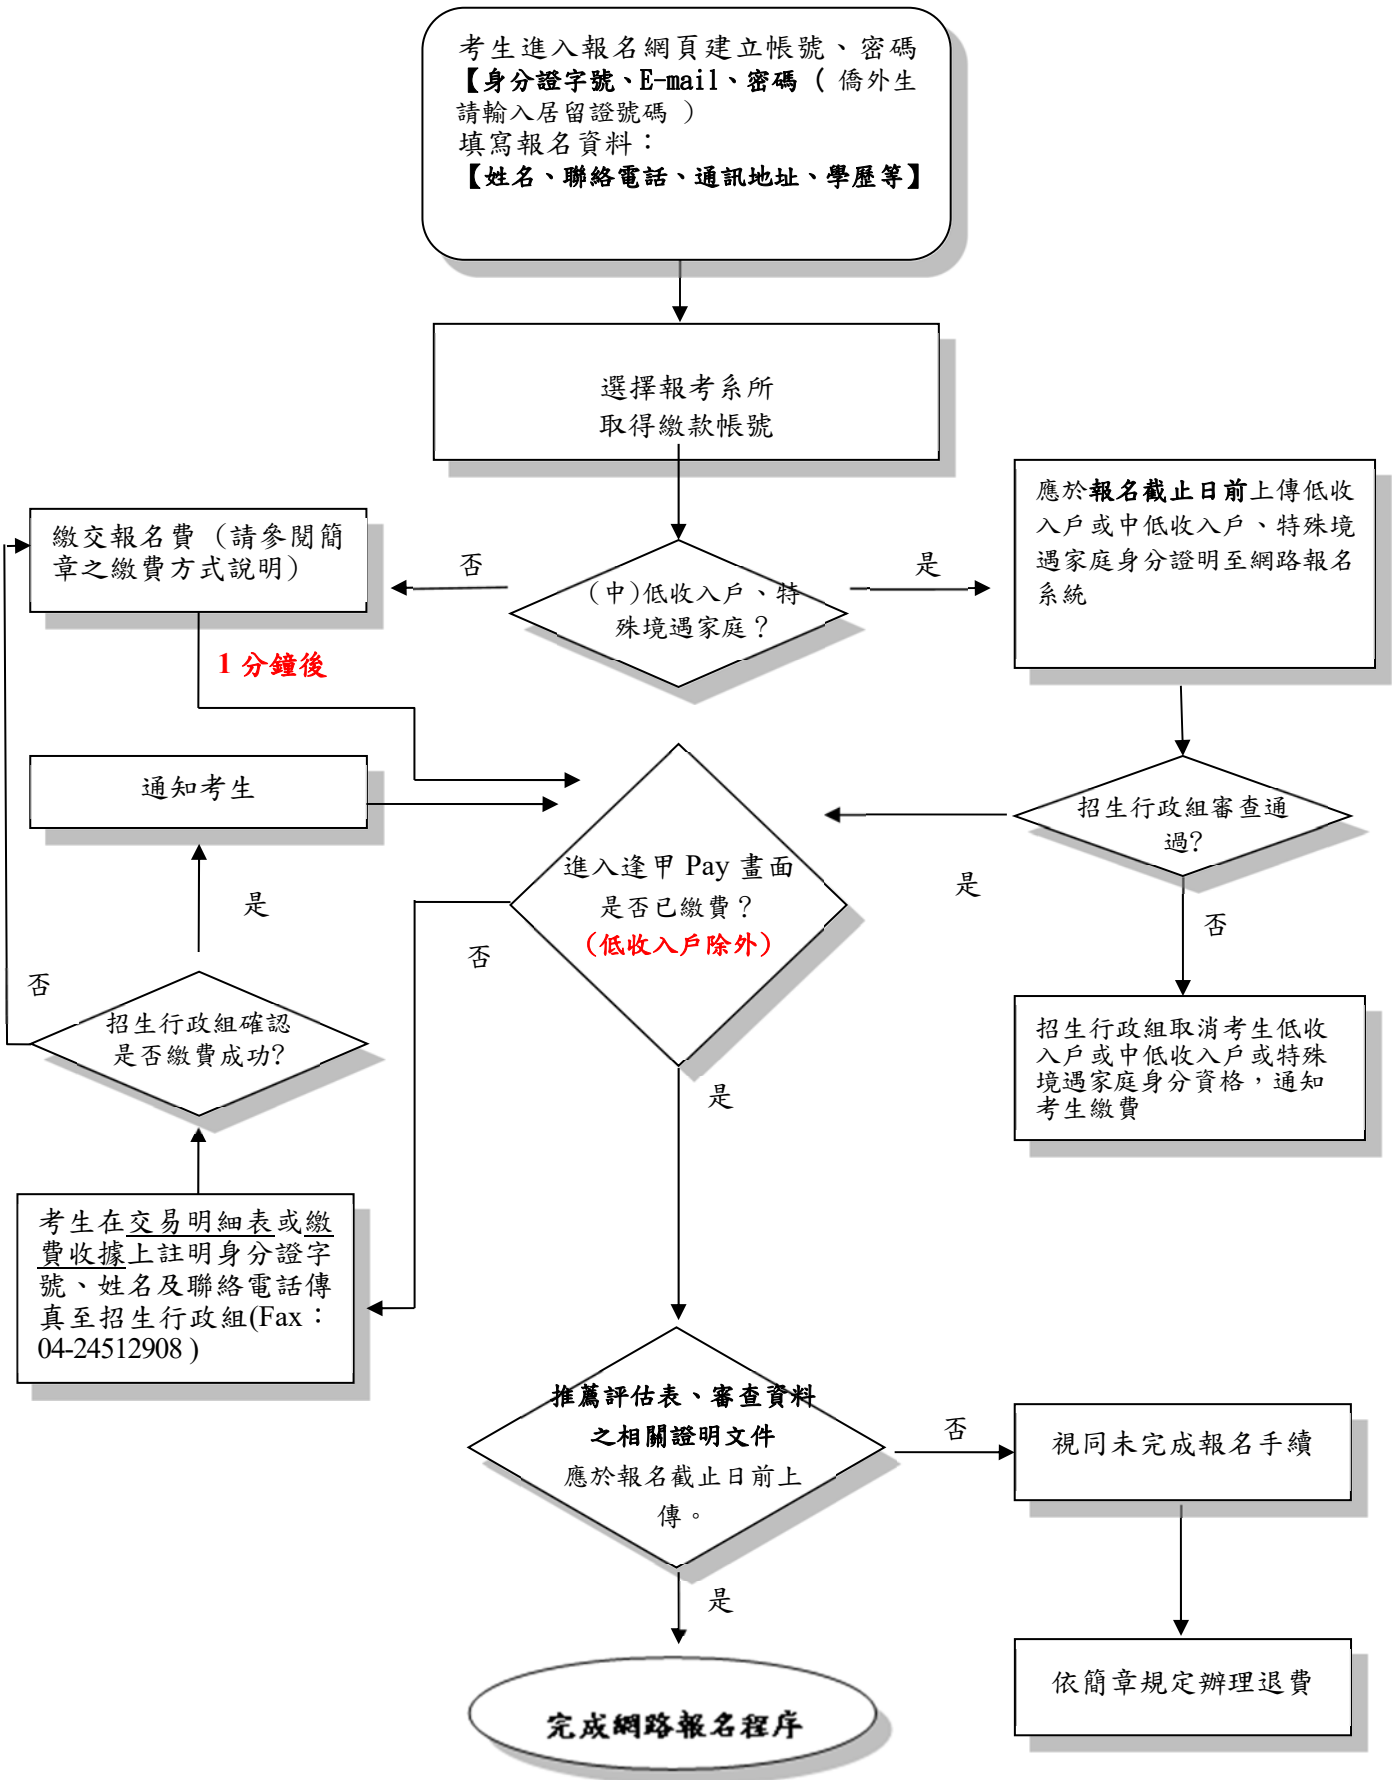 考生進入報名網頁建立帳號、密碼
【身分證字號、E-mail、密碼（ 僑外生
請輸入居留證號碼 ）
填寫報名資料：
【姓名、聯絡電話、通訊地址、學歷等】
選擇報考系所
取得繳款帳號
(中)低收入戶、特
殊境遇家庭？
否
是
繳交報名費（請參閱簡
章之繳費方式說明）
1 分鐘後
應於報名截止日前上傳低收
入戶或中低收入戶、特殊境
遇家庭身分證明至網路報名
系統
招生行政組審查通
過?
是
否
招生行政組取消考生低收
入戶或中低收入戶或特殊
境遇家庭身分資格，通知
考生繳費
通知考生
進入逢甲 Pay 畫面
是否已繳費？
（低收入戶除外）
否
是
是
否
招生行政組確認
是否繳費成功?
考生在交易明細表或繳
費收據上註明身分證字
號、姓名及聯絡電話傳
真至招生行政組(Fax：
04-24512908 )
推薦評估表、審查資料
之相關證明文件
應於報名截止日前上
傳。
否
是
視同未完成報名手續
依簡章規定辦理退費
完成網路報名程序